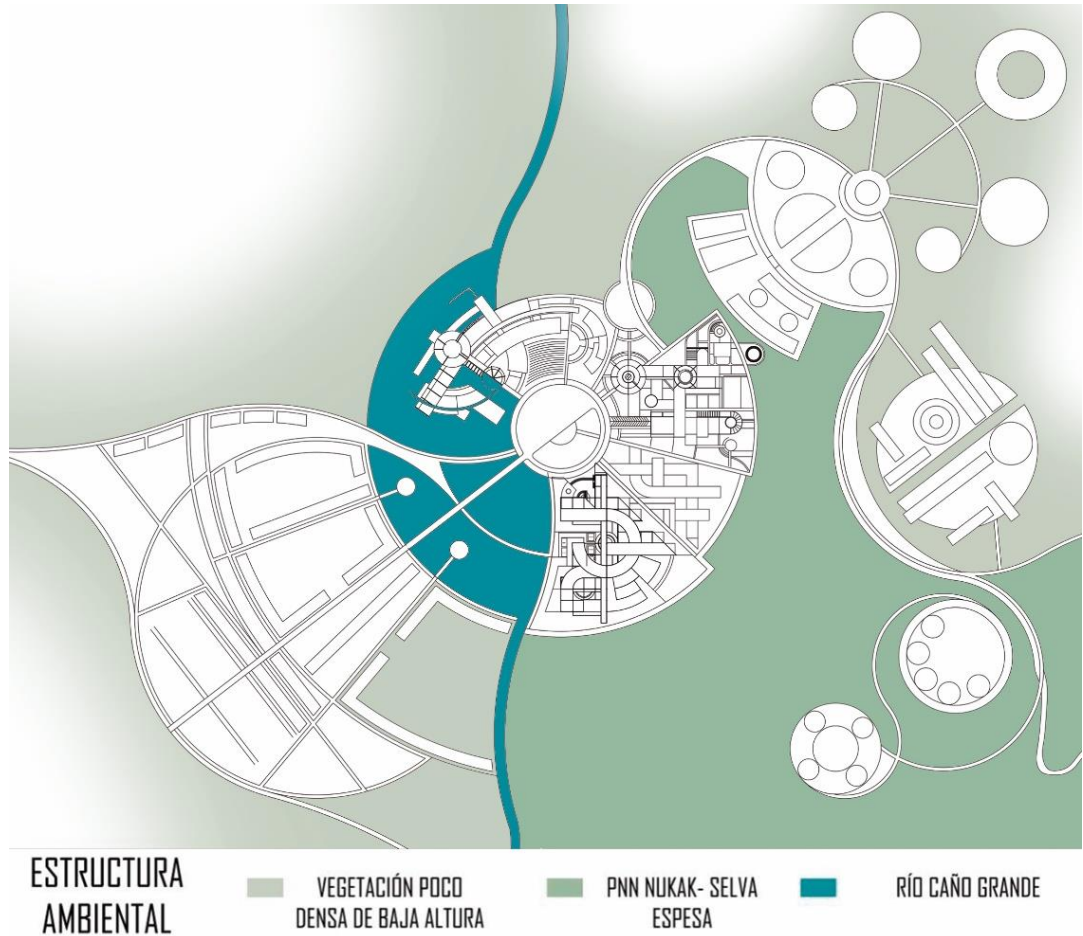 ESTRUCTURA
AMBIENTAL
VEGETACIÓN POCO
DENSA DE BAJA ALTURA
PNN NUKAK- SELVA
ESPESA
RÍO CAÑO GRANDE